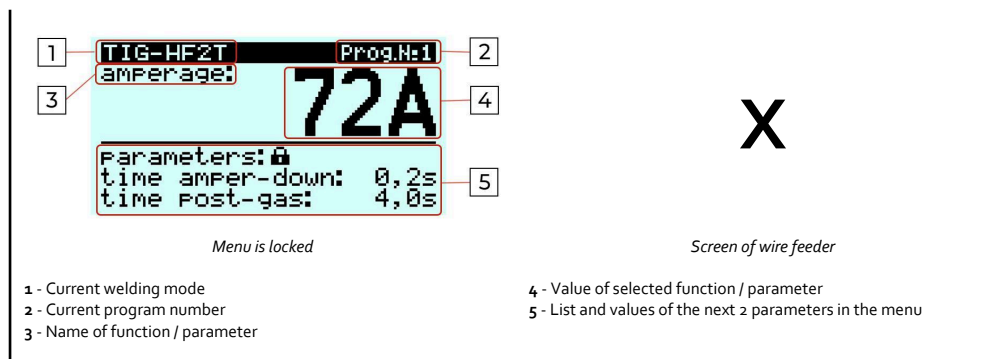 1
TIG-HF2T
Prog.№1
2
3
amperage:
72A
4
parameters:
time amper-down: 0,2s
time post-gas: 4,0s
5
X
Menu is locked
Screen of wire feeder
1 - Current welding mode
2 - Current program number
3 - Name of function / parameter
4 - Value of selected function / parameter
5 - List and values of the next 2 parameters in the menu